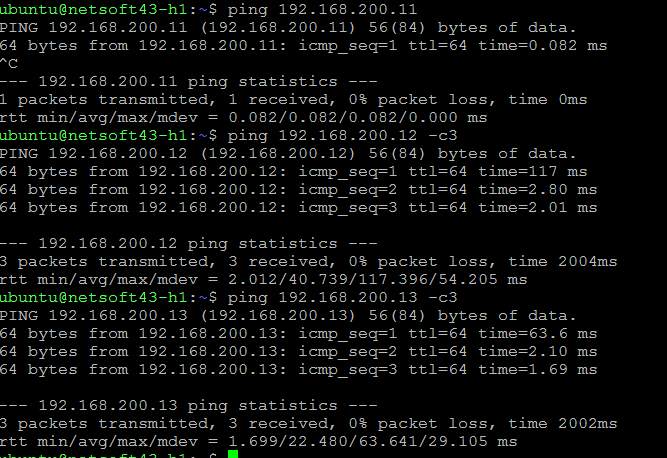 ubuntu@netsoft43-h1:~$ ping 192.168.200.11
PING 192.168.200.11 (192.168.200.11) 56(84) bytes of data.
64 bytes from 192.168.200.11: icmp_seq=1 ttl=64 time=0.082 ms
^C
--- 192.168.200.11 ping statistics ---
1 packets transmitted, 1 received, 0% packet loss, time 0ms
rtt min/avg/max/mdev = 0.082/0.082/0.082/0.000 ms
ubuntu@netsoft43-h1:~$ ping 192.168.200.12 -c3
PING 192.168.200.12 (192.168.200.12) 56(84) bytes of data.
64 bytes from 192.168.200.12: icmp_seq=1 ttl=64 time=117 ms
64 bytes from 192.168.200.12: icmp_seq=2 ttl=64 time=2.80 ms
64 bytes from 192.168.200.12: icmp_seq=3 ttl=64 time=2.01 ms
--- 192.168.200.12 ping statistics ---
3 packets transmitted, 3 received, 0% packet loss, time 2004ms
rtt min/avg/max/mdev = 2.012/40.739/117.396/54.205 ms
ubuntu@netsoft43-h1:~$ ping 192.168.200.13 -c3
PING 192.168.200.13 (192.168.200.13) 56(84) bytes of data.
64 bytes from 192.168.200.13: icmp_seq=1 ttl=64 time=63.6 ms
64 bytes from 192.168.200.13: icmp_seq=2 ttl=64 time=2.10 ms
64 bytes from 192.168.200.13: icmp_seq=3 ttl=64 time=1.69 ms
--- 192.168.200.13 ping statistics ---
3 packets transmitted, 3 received, 0% packet loss, time 2002ms
rtt min/avg/max/mdev = 1.699/22.480/63.641/29.105 ms
ubuntu@netsoft43-h1:~$